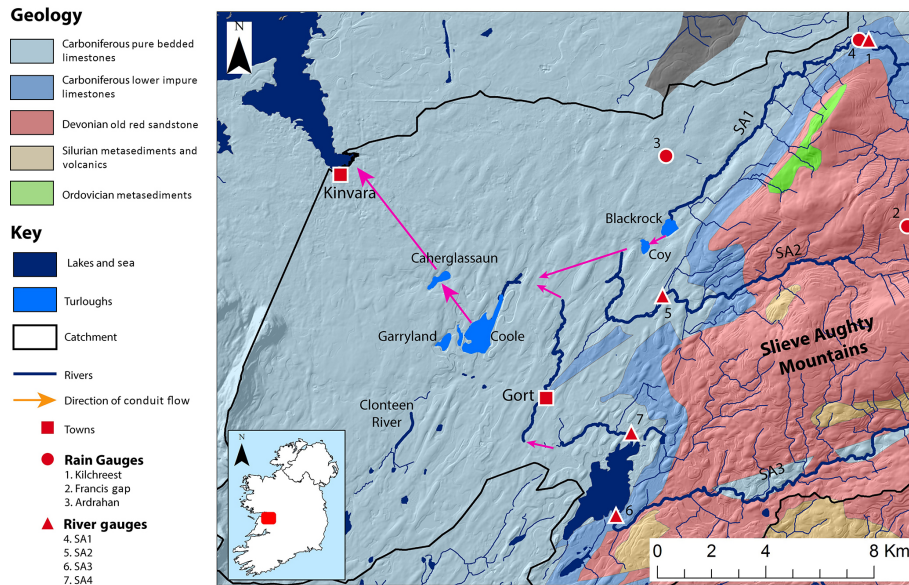 Geology
Carboniferous pure bedded
limestones
Carboniferous lower impure
limestones
Devonian old red sandstone
Silurian metasediments and
volcanics
Ordovician metasediments
Key
Lakes and sea
Turloughs
Catchment
Rivers
Direction of conduit flow
Towns
Rain Gauges
1. Kilchreest
2. Francis gap
3. Ardrahan
River gauges
4. SA1
5. SA2
6. SA3
7. SA4
N
4
1
SA1
3
Kinvara
Blackrock
2
Coy
SA2
Caherglassaun
5
Garryland
Coole
Slieve Aughty
Mountains
Gort
Clonteen
River
7
SA3
6
N
0
2
4
8 Km